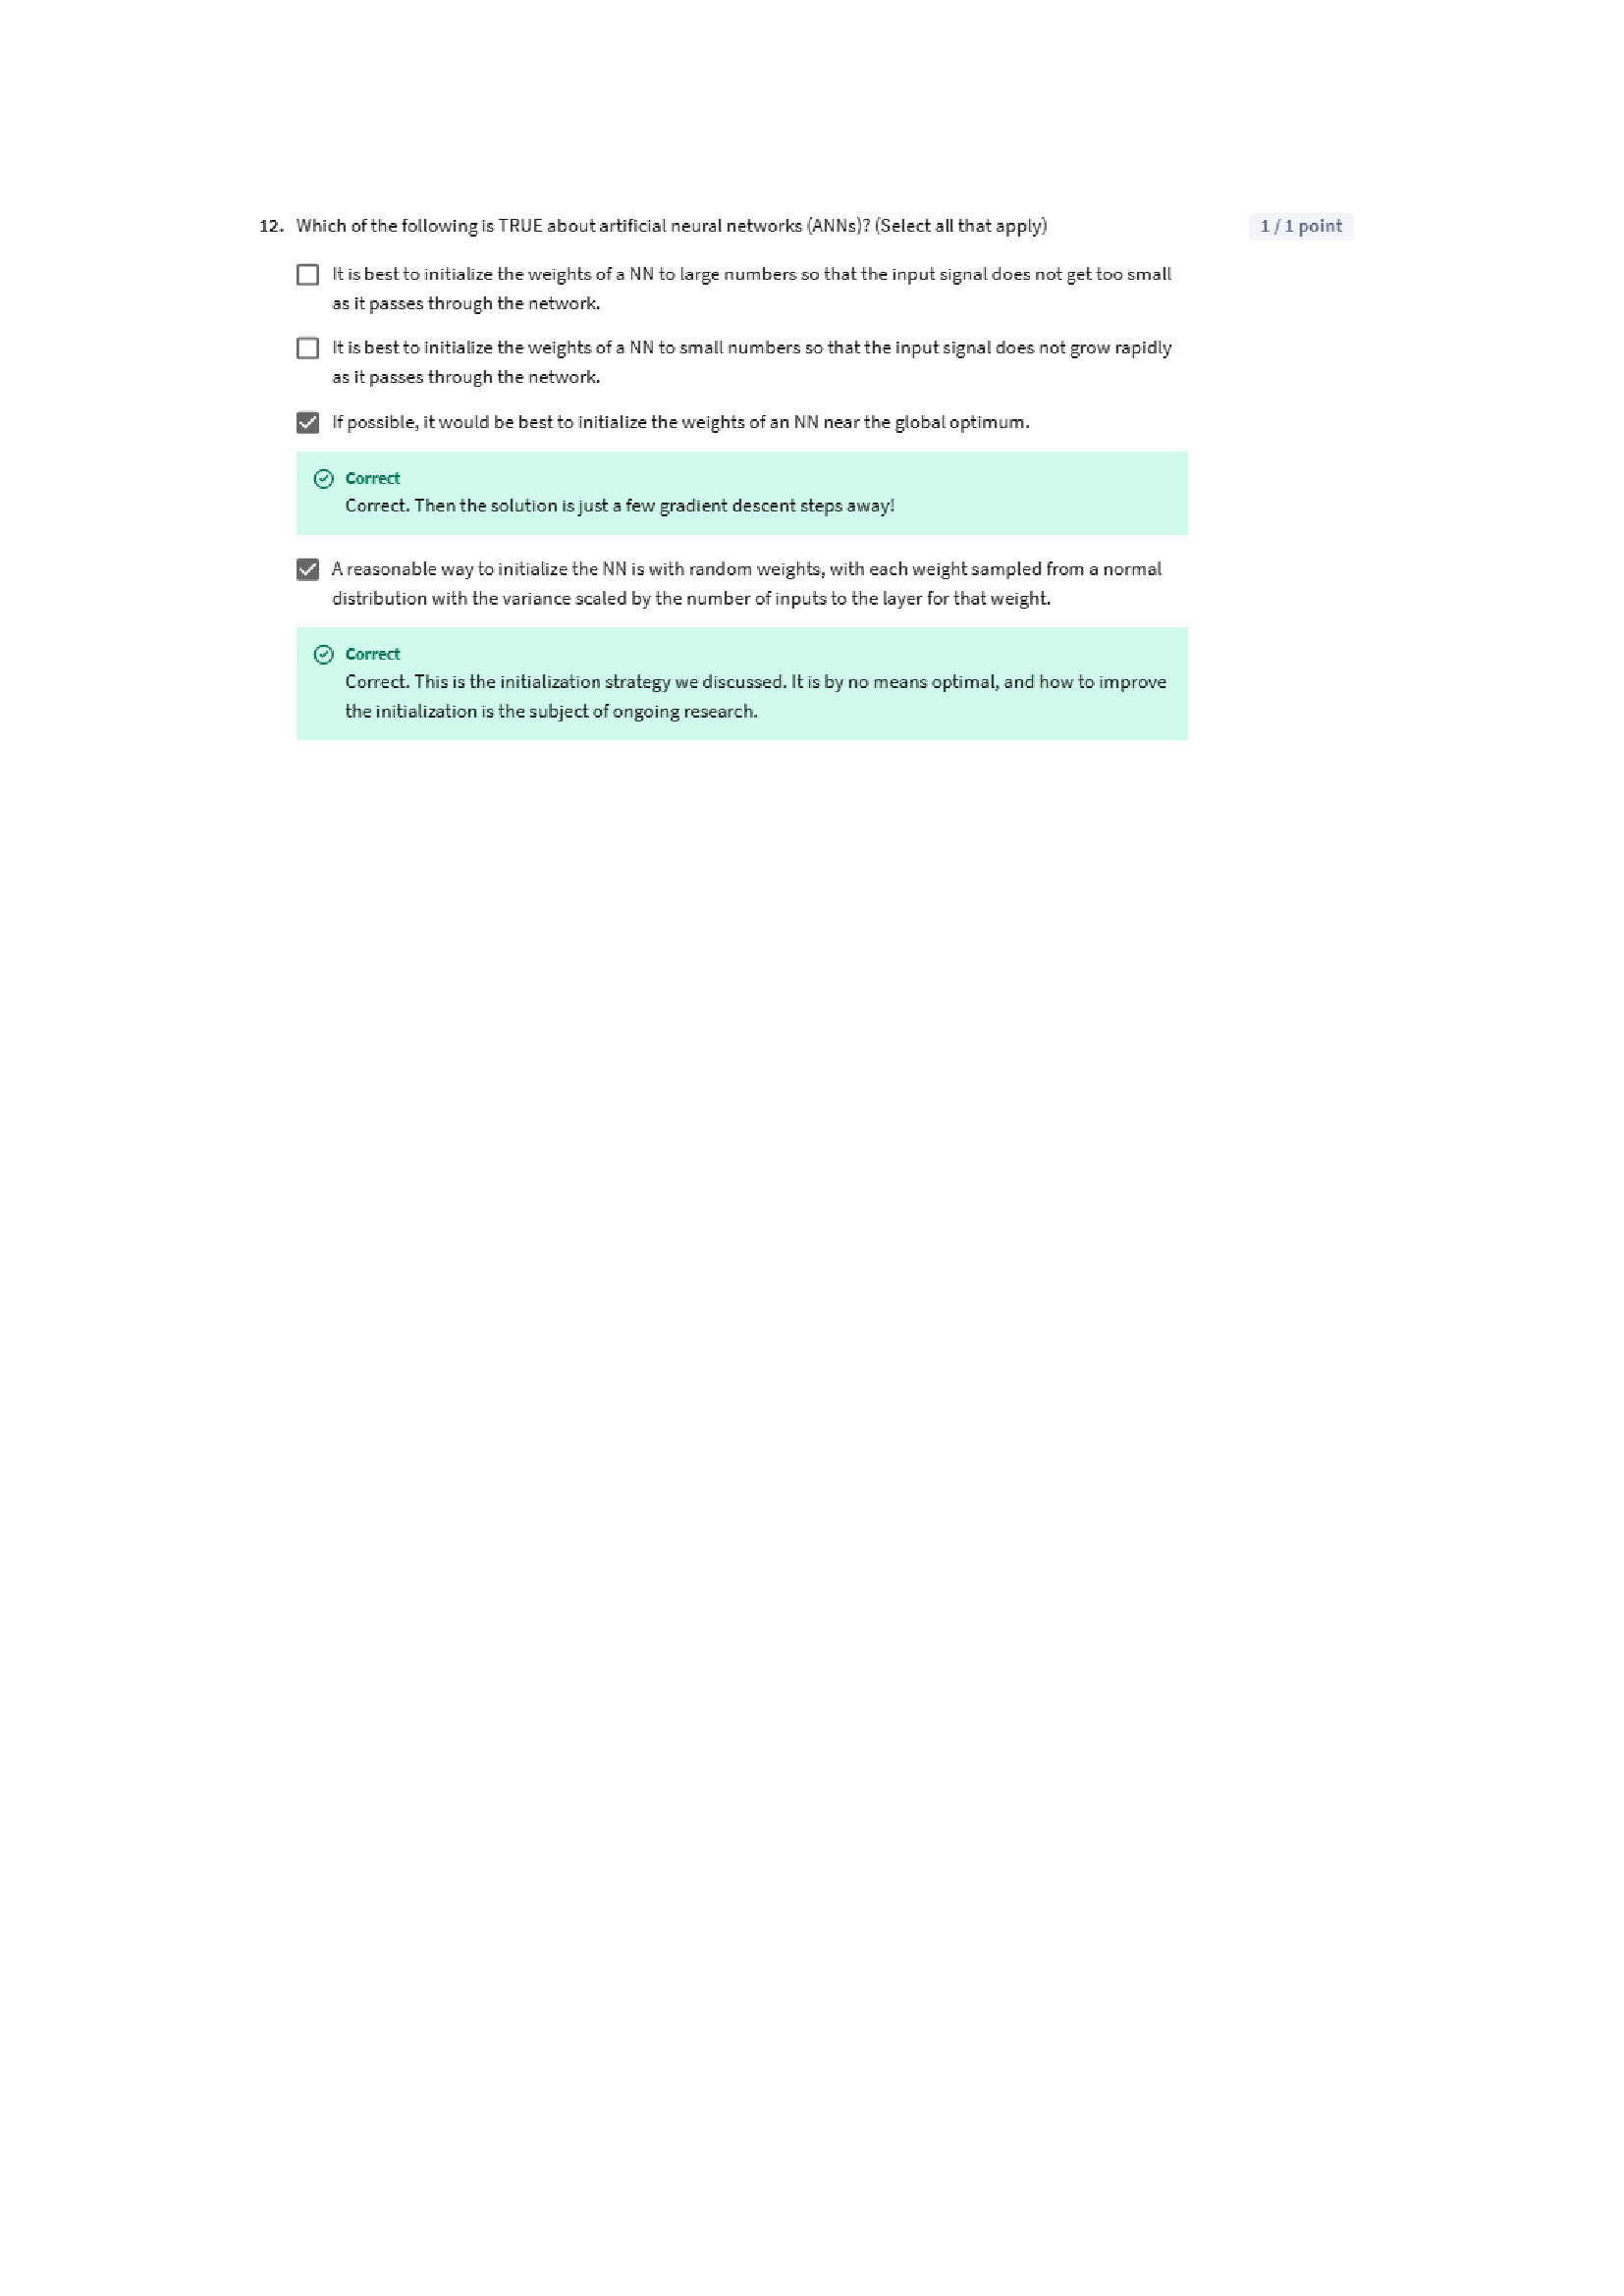 12. Which of the following is TRUE about artificial neural networks (ANNs)? (Select all that apply)
1 / 1 point
It is best to initialize the weights of a NN to large numbers so that the input signal does not get too small
as it passes through the network.
It is best to initialize the weights of a NN to small numbers so that the input signal does not grow rapidly
as it passes through the network.
If possible, it would be best to initialize the weights of an NN near the global optimum.
Correct
Correct. Then the solution is just a few gradient descent steps away!
A reasonable way to initialize the NN is with random weights, with each weight sampled from a normal
distribution with the variance scaled by the number of inputs to the layer for that weight.
Correct
Correct. This is the initialization strategy we discussed. It is by no means optimal, and how to improve
the initialization is the subject of ongoing research.